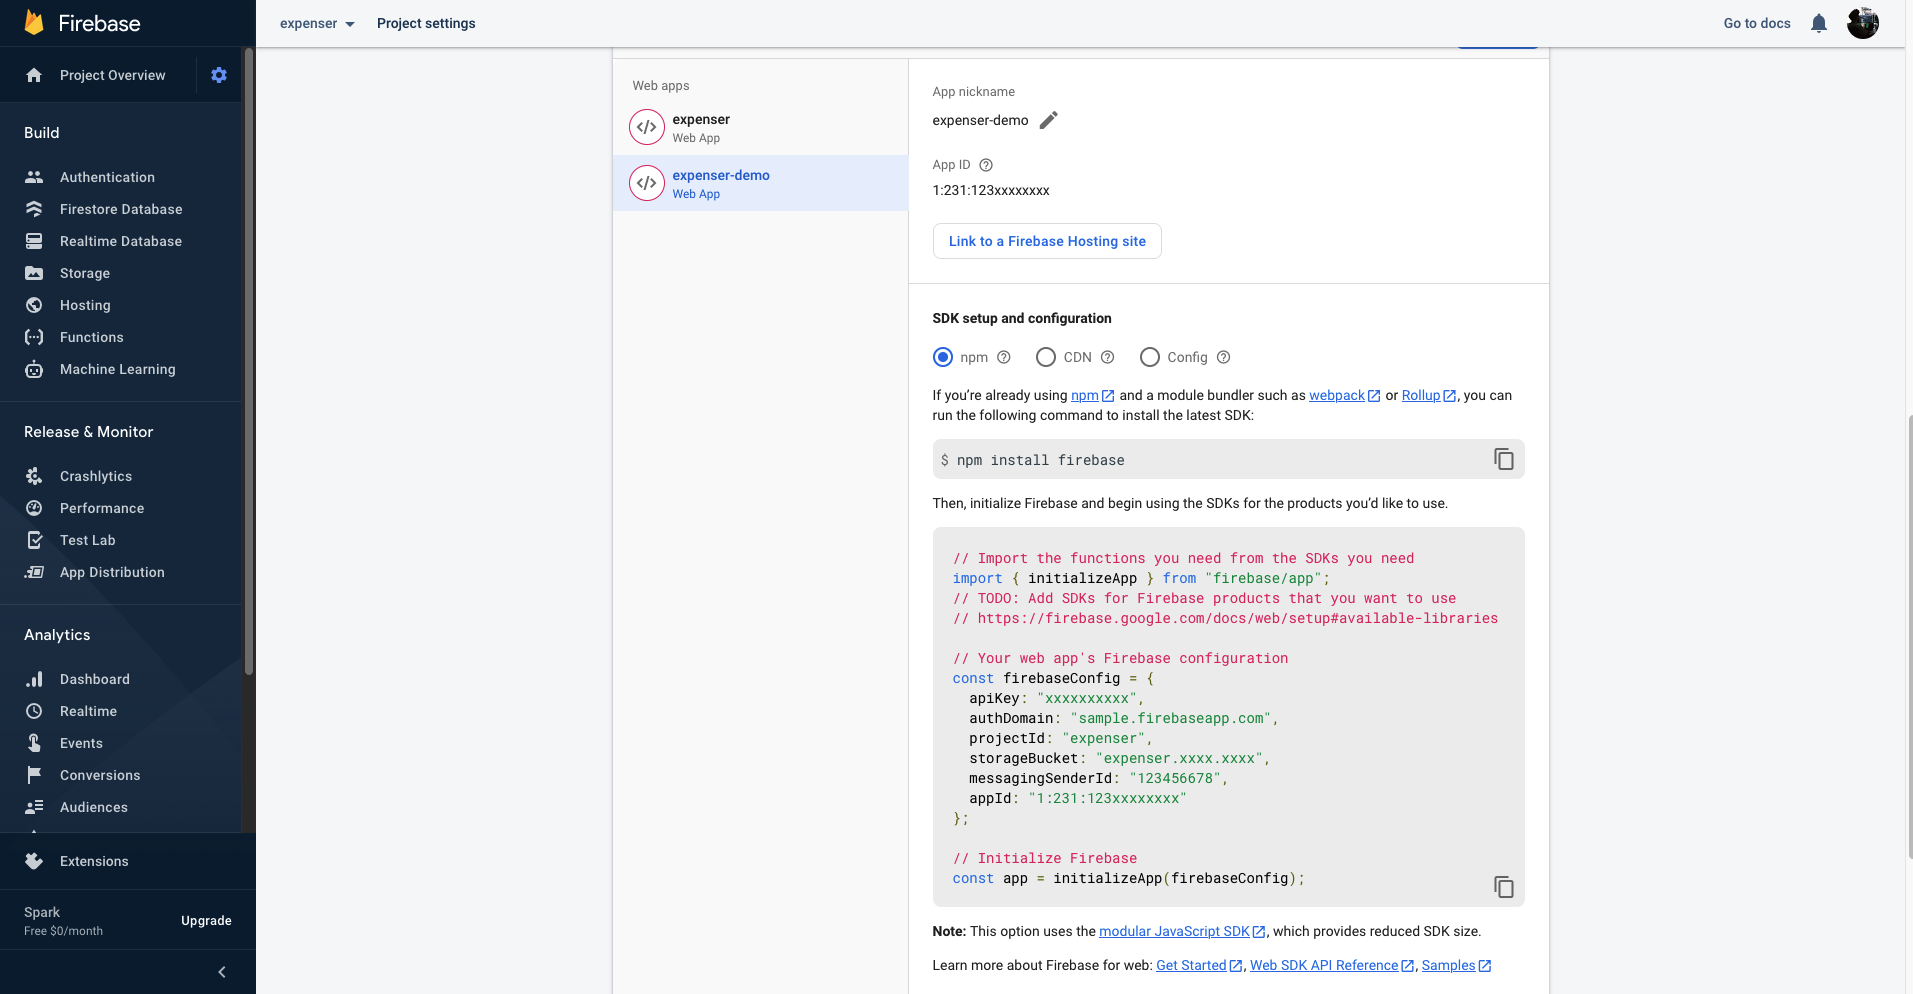 Firebase
expenser
Project settings
Go to docs
Project Overview
Build
Authentication
Firestore Database
Realtime Database
Storage
Hosting
Functions
Machine Learning
Release & Monitor
Crashlytics
Performance
Test Lab
App Distribution
Analytics
Dashboard
Realtime
Events
Conversions
Audiences
Extensions
Spark
Free $0/month
Upgrade
Web apps
expenser
Web App
expenser-demo
Web App
App nickname
expenser-demo
App ID
1:231:123xxxxxxxx
Link to a Firebase Hosting site
SDK setup and configuration
npm
CDN
Config
If you’re already using npm and a module bundler such as webpack or Rollup, you can
run the following command to install the latest SDK:
$ npm install firebase
Then, initialize Firebase and begin using the SDKs for the products you’d like to use.
// Import the functions you need from the SDKs you need
import { initializeApp } from "firebase/app";
// TODO: Add SDKs for Firebase products that you want to use
// https://firebase.google.com/docs/web/setup#available-libraries
// Your web app's Firebase configuration
const firebaseConfig = {
apiKey: "xxxxxxxxxx",
authDomain: "sample.firebaseapp.com",
projectId: "expenser",
storageBucket: "expenser.xxxx.xxxx",
messagingSenderId: "123456678",
appId: "1:231:123xxxxxxxx"
};
// Initialize Firebase
const app = initializeApp(firebaseConfig);
Note: This option uses the modular JavaScript SDK, which provides reduced SDK size.
Learn more about Firebase for web: Get Started, Web SDK API Reference, Samples